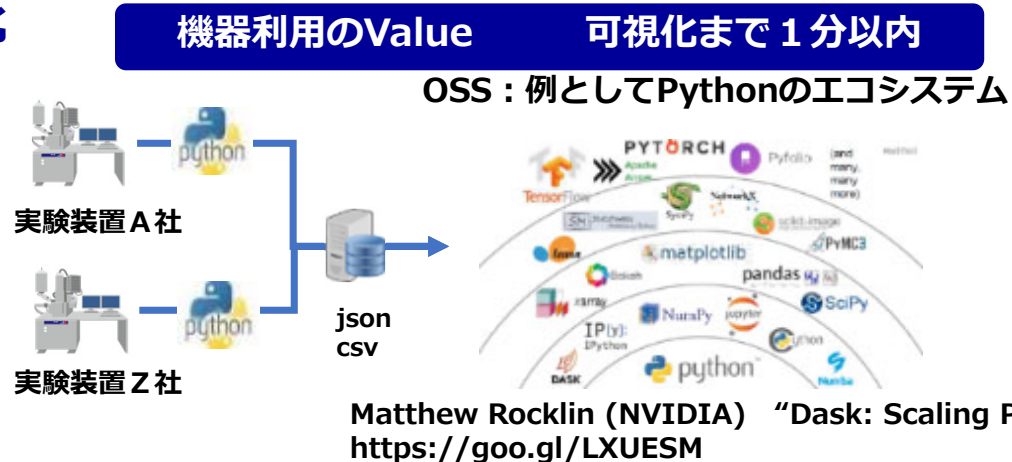 機器利用のValue 可視化まで１分以内
OSS：例としてPythonのエコシステム
python
実験装置Ａ社
python
実験装置Ｚ社
json
csv
PYTORCH
Apache
Arrow
Pyfolio
(and
many,
many
more)
TensorFlow
SymPy
NetworkX
scikit-image
PyMC3
matplotlib
Bokeh
pandas
xarray
NumPy
jupyter
SciPy
IP[y]:
IPython
Cython
DASK
python
Numba
Matthew Rocklin (NVIDIA) “Dask: Scaling P
https://goo.gl/LXUESM